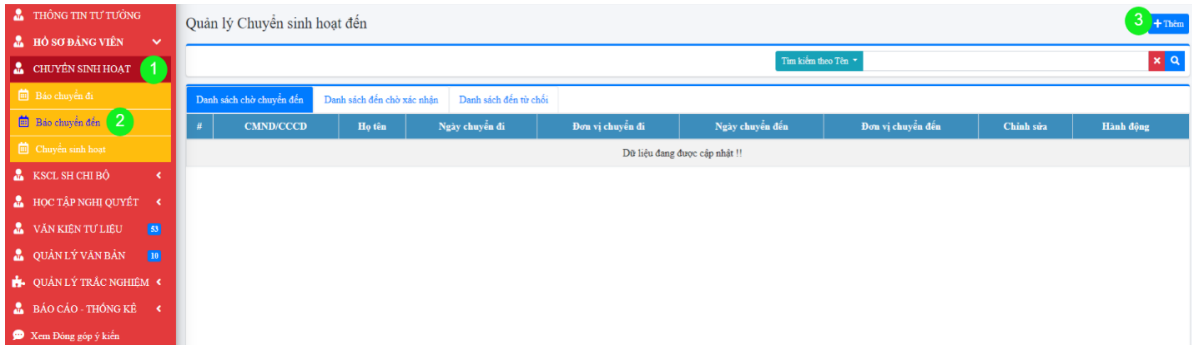 THÔNG TIN TƯ TƯỞNG
HỒ SƠ ĐẢNG VIÊN
CHUYỂN SINH HOẠT 1
Báo chuyển đi
Báo chuyển đến 2
Chuyển sinh hoạt
KSCL SH CHI BỘ
HỌC TẬP NGHỊ QUYẾT
VĂN KIỆN TƯ LIỆU 53
QUẢN LÝ VĂN BẢN 10
QUẢN LÝ TRẮC NGHIỆM
BÁO CÁO - THỐNG KÊ
Xem Đóng góp ý kiến
Quản lý Chuyển sinh hoạt đến
3 + Thêm
Tìm kiếm theo Tên
Danh sách chờ chuyển đến Danh sách đến chờ xác nhận Danh sách đến từ chối
# CMND/CCCD Họ tên Ngày chuyển đi Đơn vị chuyển đi Ngày chuyển đến Đơn vị chuyển đến Chỉnh sửa Hành động
Dữ liệu đang được cập nhật !!